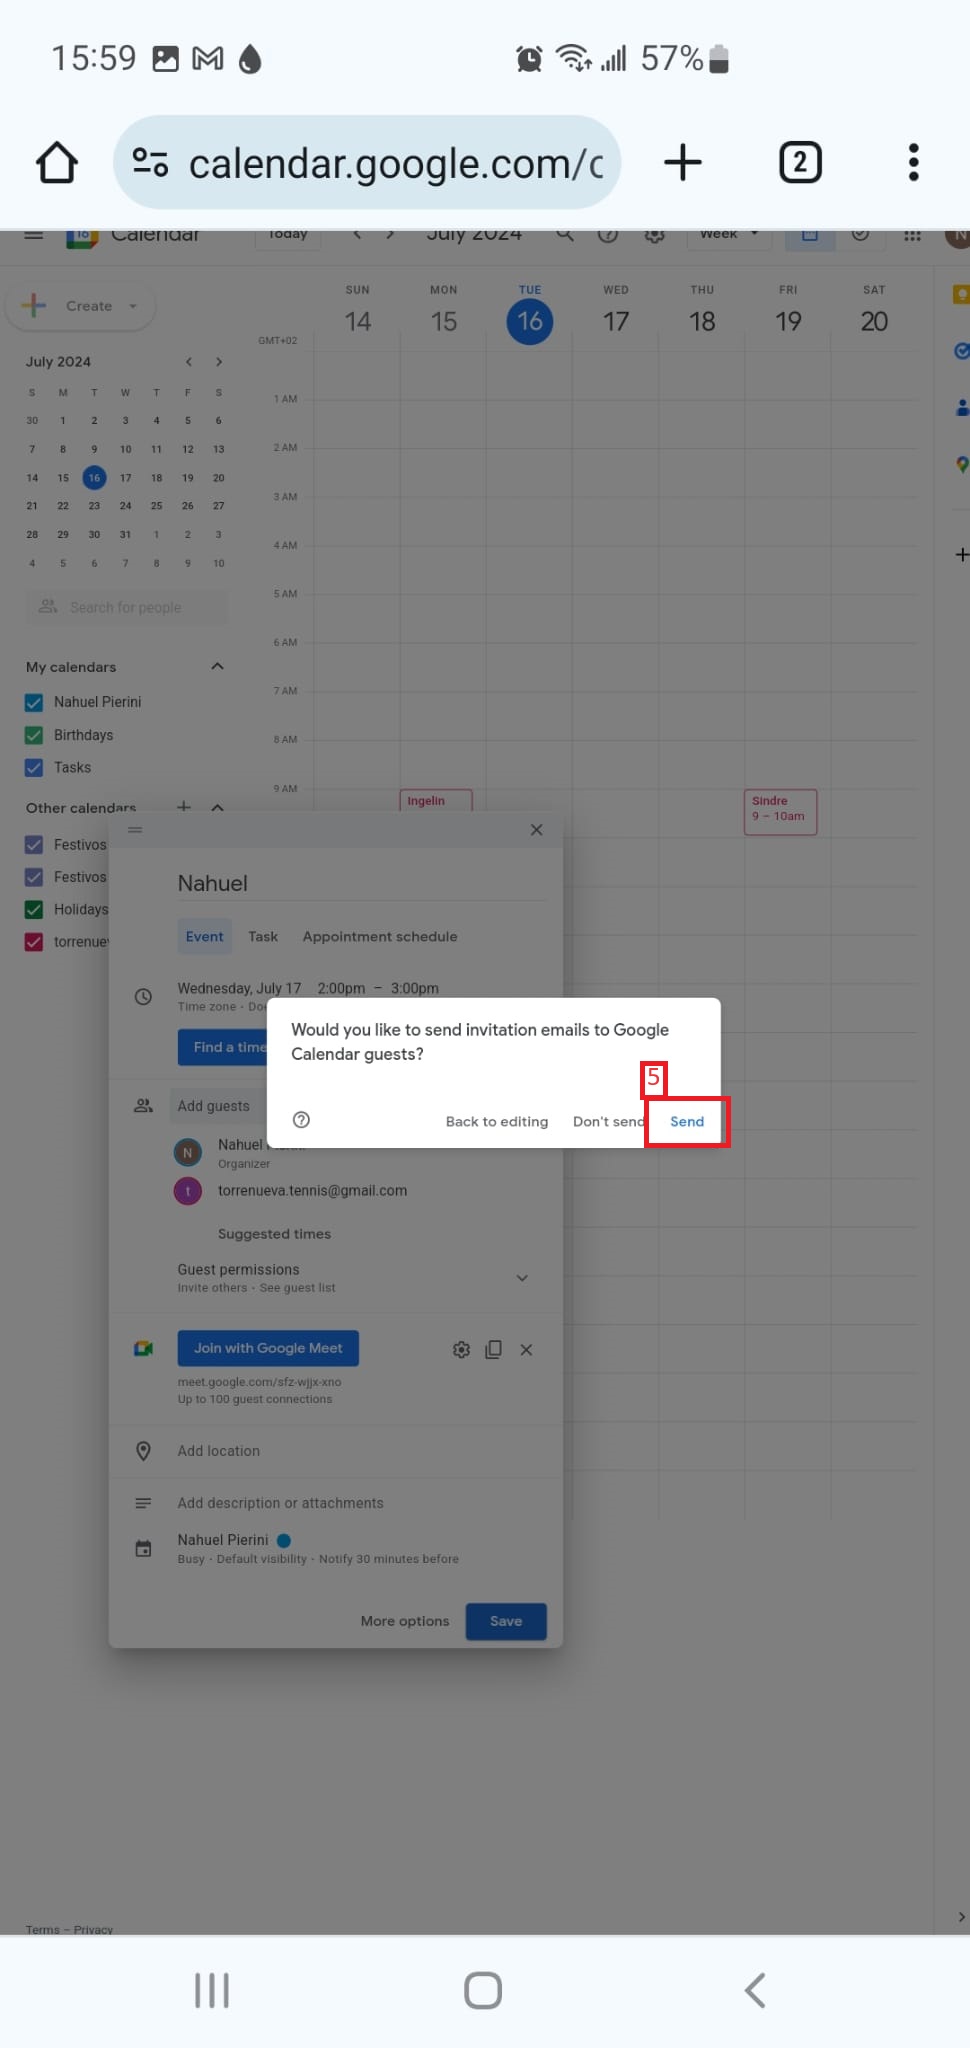 15:59
57%
calendar.google.com/c
2
Calendar
Today
July 2024
Week
Create
SUN MON TUE WED THU FRI SAT
14 15 16 17 18 19 20
GMT+02
July 2024
S M T W T F S
30 1 2 3 4 5 6
7 8 9 10 11 12 13
14 15 16 17 18 19 20
21 22 23 24 25 26 27
28 29 30 31 1 2 3
4 5 6 7 8 9 10
Search for people
My calendars
Nahuel Pierini
Birthdays
Tasks
Other calendars
Festivos
Festivos
Holidays
torrenuev
1 AM
2 AM
3 AM
4 AM
5 AM
6 AM
7 AM
8 AM
9 AM
Ingelin
Sindre
9 – 10am
Nahuel
Event Task Appointment schedule
Wednesday, July 17 2:00pm – 3:00pm
Time zone
Find a time
Would you like to send invitation emails to Google
Calendar guests?
5
Back to editing Don't send Send
Add guests
N
Nahuel
Organizer
t
torrenueva.tennis@gmail.com
Suggested times
Guest permissions
Invite others · See guest list
Join with Google Meet
meet.google.com/sfz-wjjx-xno
Up to 100 guest connections
Add location
Add description or attachments
Nahuel Pierini
Busy · Default visibility · Notify 30 minutes before
More options Save
Terms – Privacy